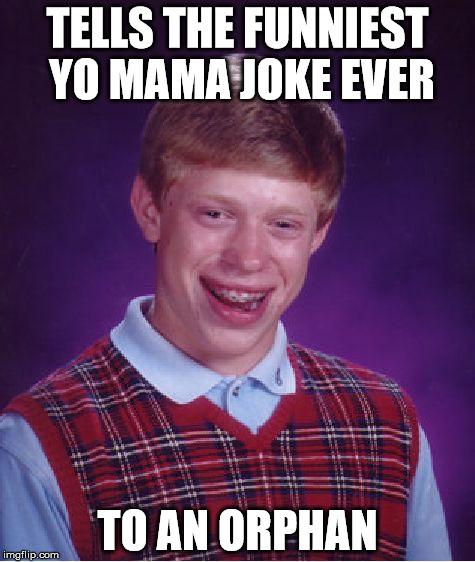 TELLS THE FUNNIEST
YO MAMA JOKE EVER
TO AN ORPHAN
imgflip.com